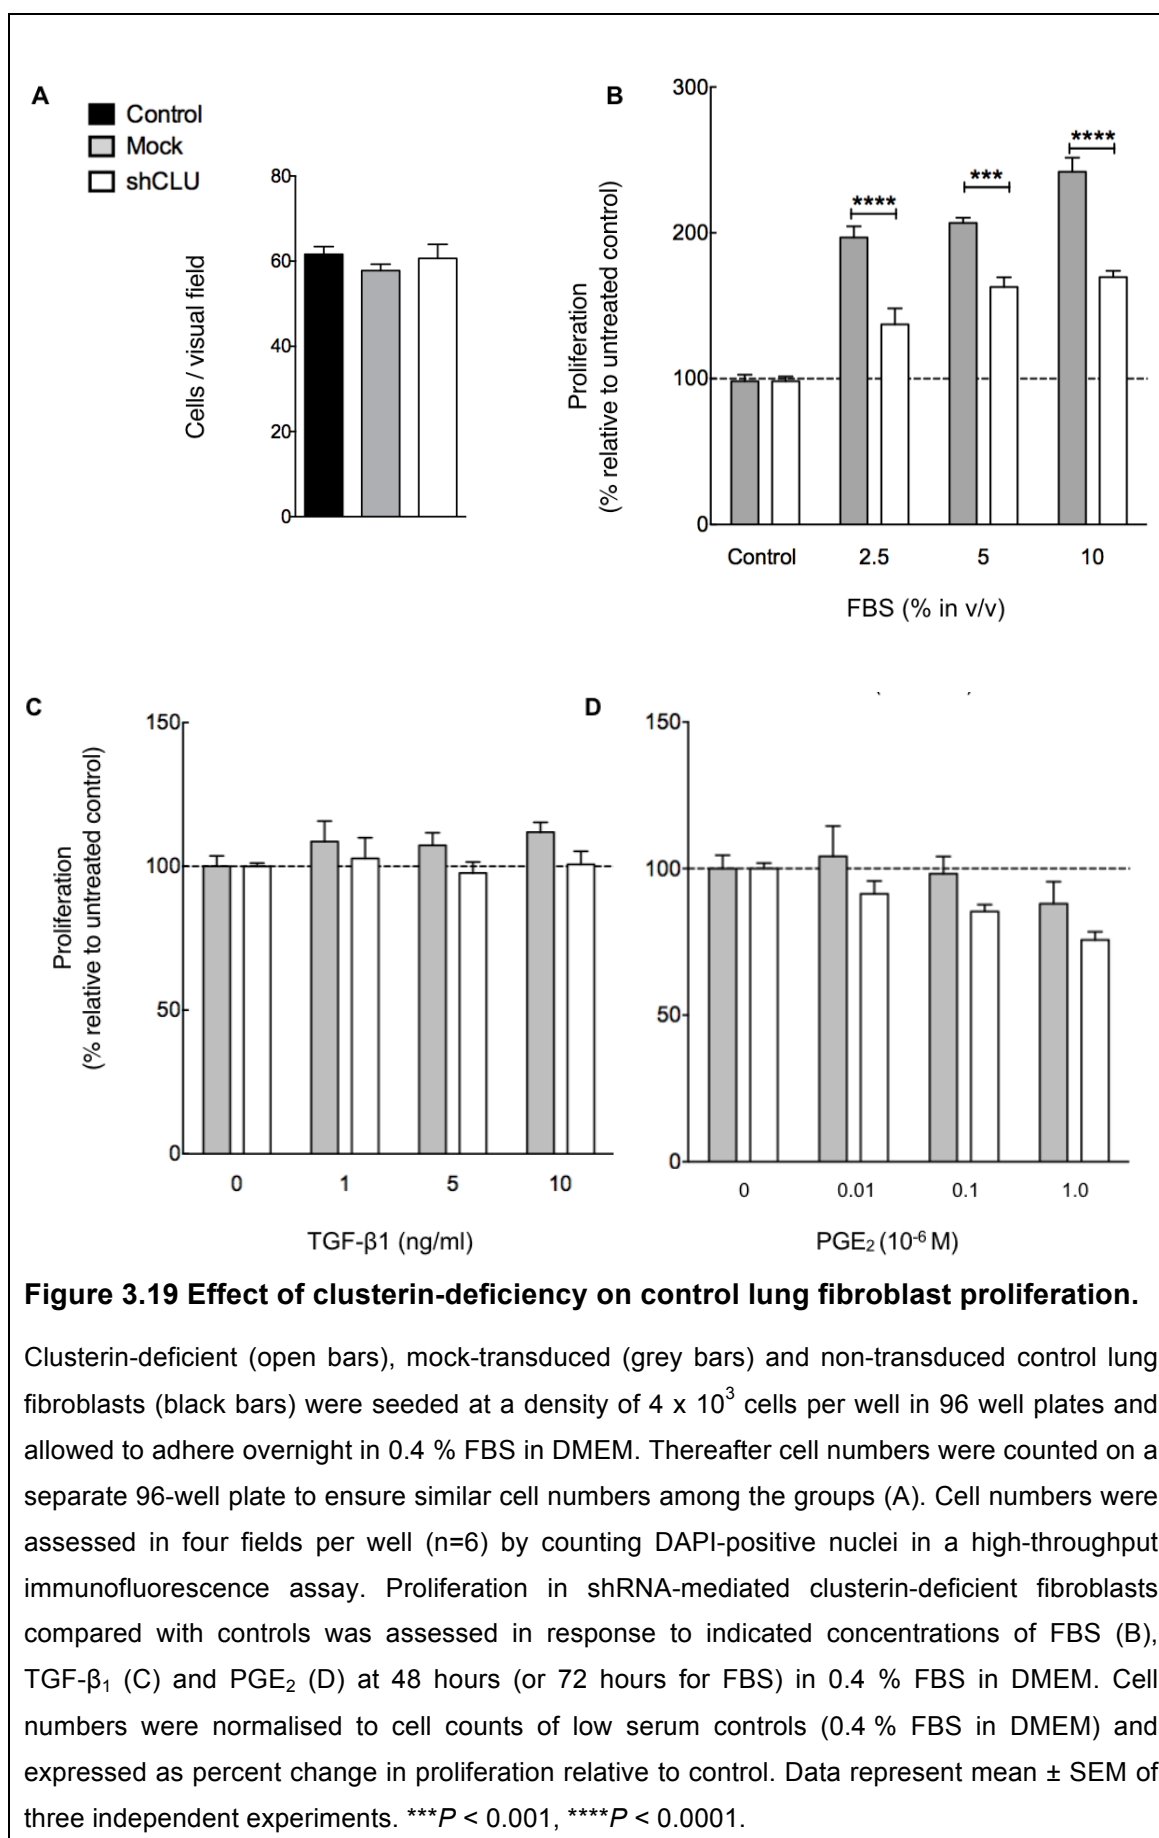 A
Control
Mock
shCLU
80
60
40
20
0
Cells / visual field
B
300
200
100
0
Proliferation
(% relative to untreated control)
****
***
****
Control 2.5 5 10
FBS (% in v/v)
C
150
100
50
0
Proliferation
(% relative to untreated control)
0 1 5 10
TGF-β1 (ng/ml)
D
150
100
50
0
0 0.01 0.1 1.0
PGE₂ (10⁻⁶ M)
Figure 3.19 Effect of clusterin-deficiency on control lung fibroblast proliferation.
Clusterin-deficient (open bars), mock-transduced (grey bars) and non-transduced control lung
fibroblasts (black bars) were seeded at a density of 4 x 10³ cells per well in 96 well plates and
allowed to adhere overnight in 0.4 % FBS in DMEM. Thereafter cell numbers were counted on a
separate 96-well plate to ensure similar cell numbers among the groups (A). Cell numbers were
assessed in four fields per well (n=6) by counting DAPI-positive nuclei in a high-throughput
immunofluorescence assay. Proliferation in shRNA-mediated clusterin-deficient fibroblasts
compared with controls was assessed in response to indicated concentrations of FBS (B),
TGF-β₁ (C) and PGE₂ (D) at 48 hours (or 72 hours for FBS) in 0.4 % FBS in DMEM. Cell
numbers were normalised to cell counts of low serum controls (0.4 % FBS in DMEM) and
expressed as percent change in proliferation relative to control. Data represent mean ± SEM of
three independent experiments. ***P < 0.001, ****P < 0.0001.